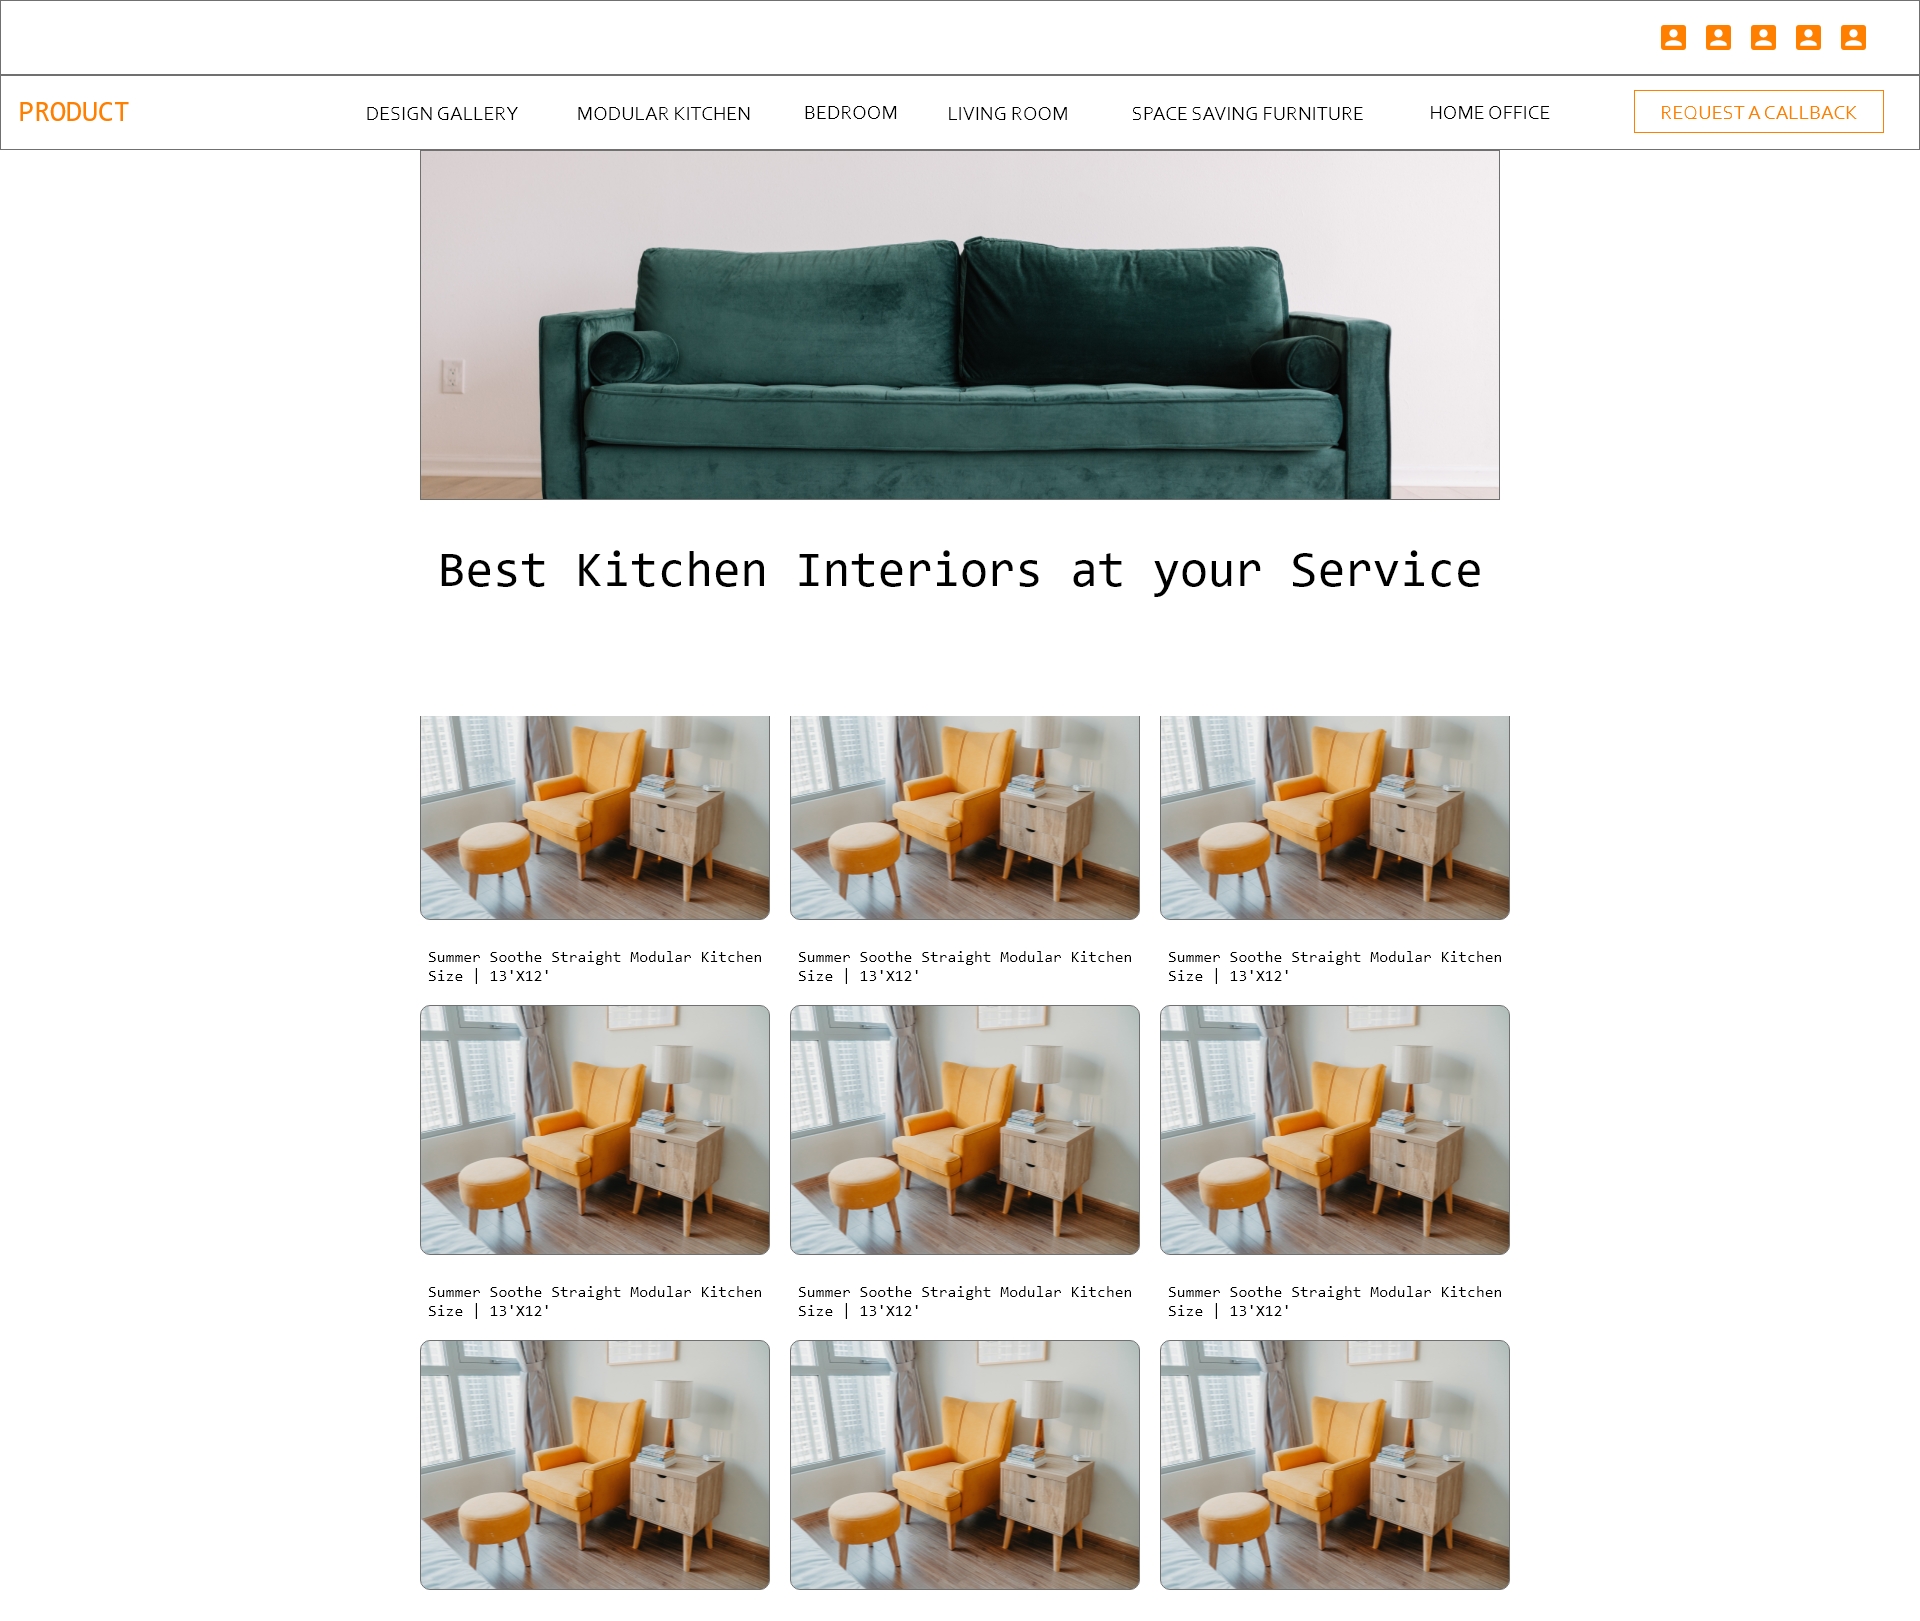 PRODUCT
DESIGN GALLERY
MODULAR KITCHEN
BEDROOM
LIVING ROOM
SPACE SAVING FURNITURE
HOME OFFICE
REQUEST A CALLBACK
Best Kitchen Interiors at your Service
Summer Soothe Straight Modular Kitchen
Size | 13'X12'
Summer Soothe Straight Modular Kitchen
Size | 13'X12'
Summer Soothe Straight Modular Kitchen
Size | 13'X12'
Summer Soothe Straight Modular Kitchen
Size | 13'X12'
Summer Soothe Straight Modular Kitchen
Size | 13'X12'
Summer Soothe Straight Modular Kitchen
Size | 13'X12'